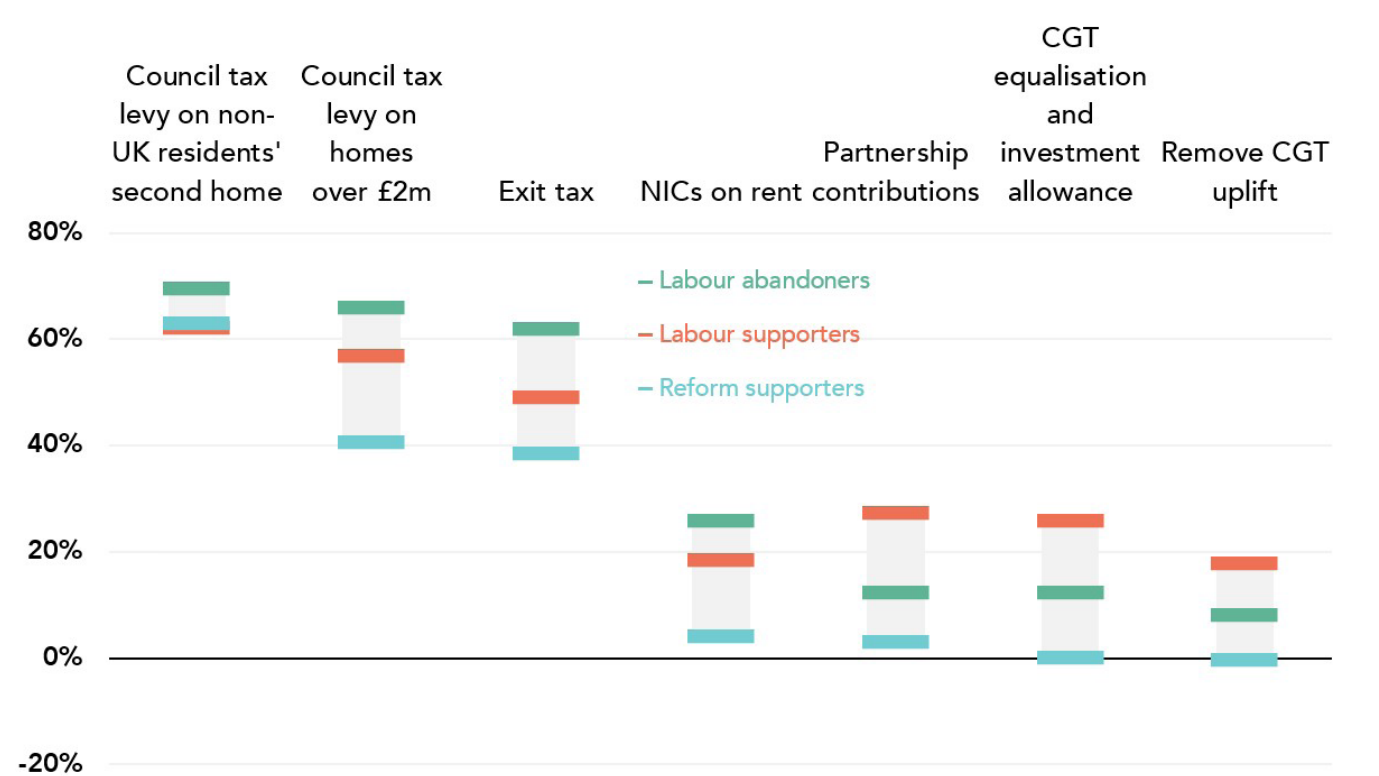 Council tax
levy on non-
UK residents'
second home
Council tax
levy on
homes
over £2m
Exit tax
NICs on rent
Partnership
contributions
CGT
equalisation
and
investment
allowance
Remove CGT
uplift
80%
60%
40%
20%
0%
-20%
Labour abandoners
Labour supporters
Reform supporters